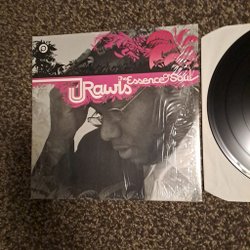 J Rawls
The Essence of Soul